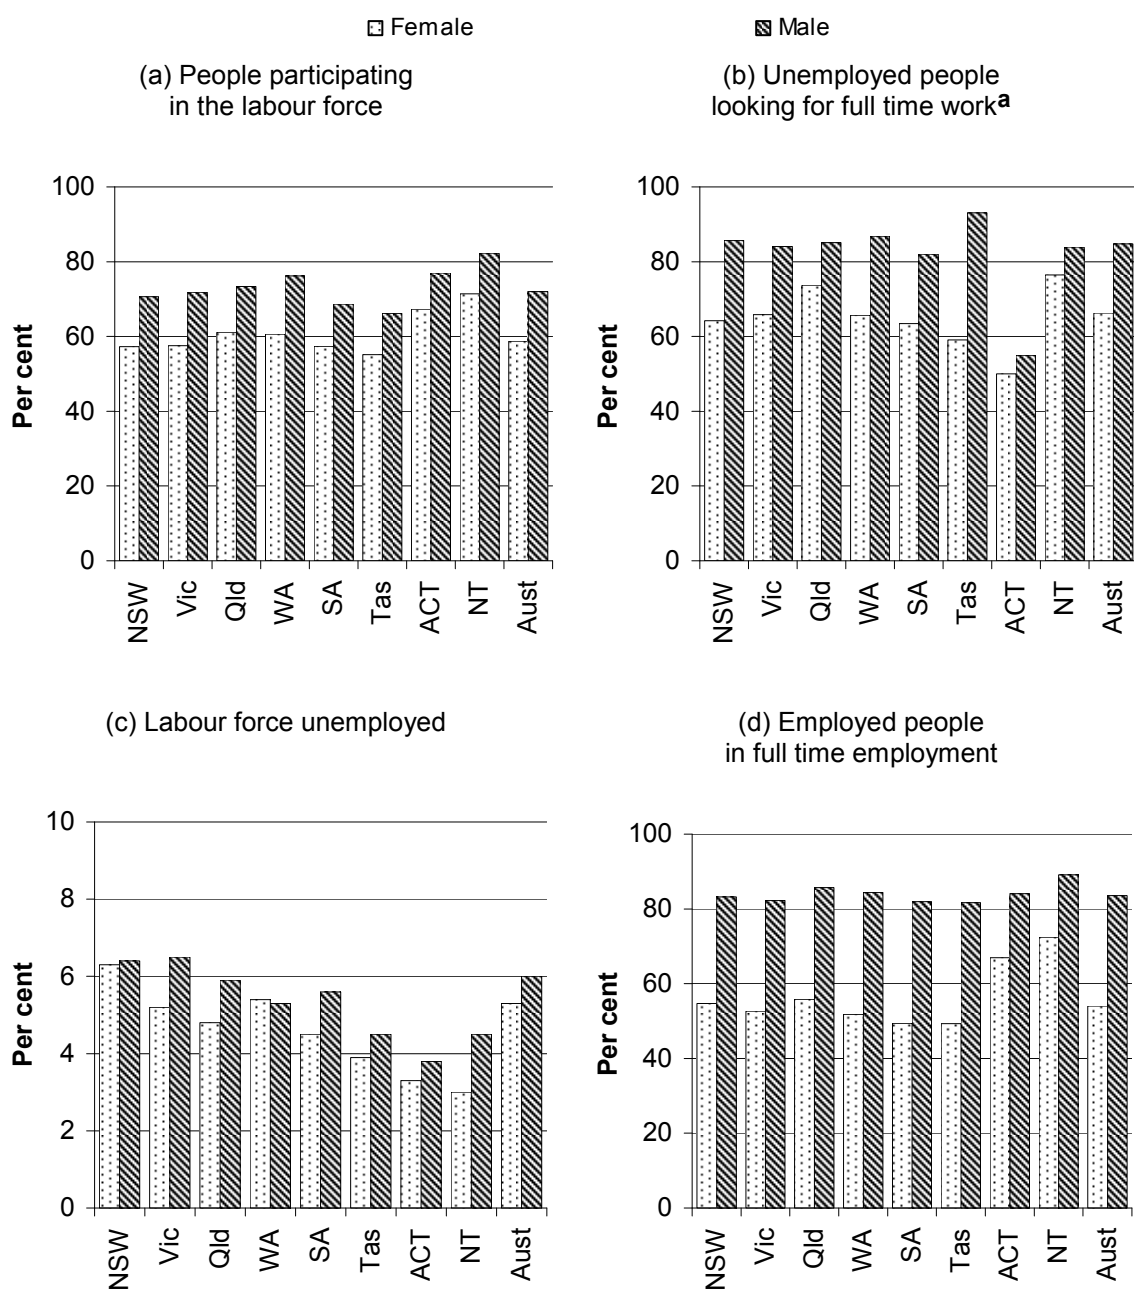 Female Male
(a) People participating
in the labour force
(b) Unemployed people
looking for full time workᵃ
Per cent
100
80
60
40
20
0
NSW Vic Qld WA SA Tas ACT NT Aust
Per cent
100
80
60
40
20
0
NSW Vic Qld WA SA Tas ACT NT Aust
(c) Labour force unemployed
(d) Employed people
in full time employment
Per cent
10
8
6
4
2
0
NSW Vic Qld WA SA Tas ACT NT Aust
Per cent
100
80
60
40
20
0
NSW Vic Qld WA SA Tas ACT NT Aust